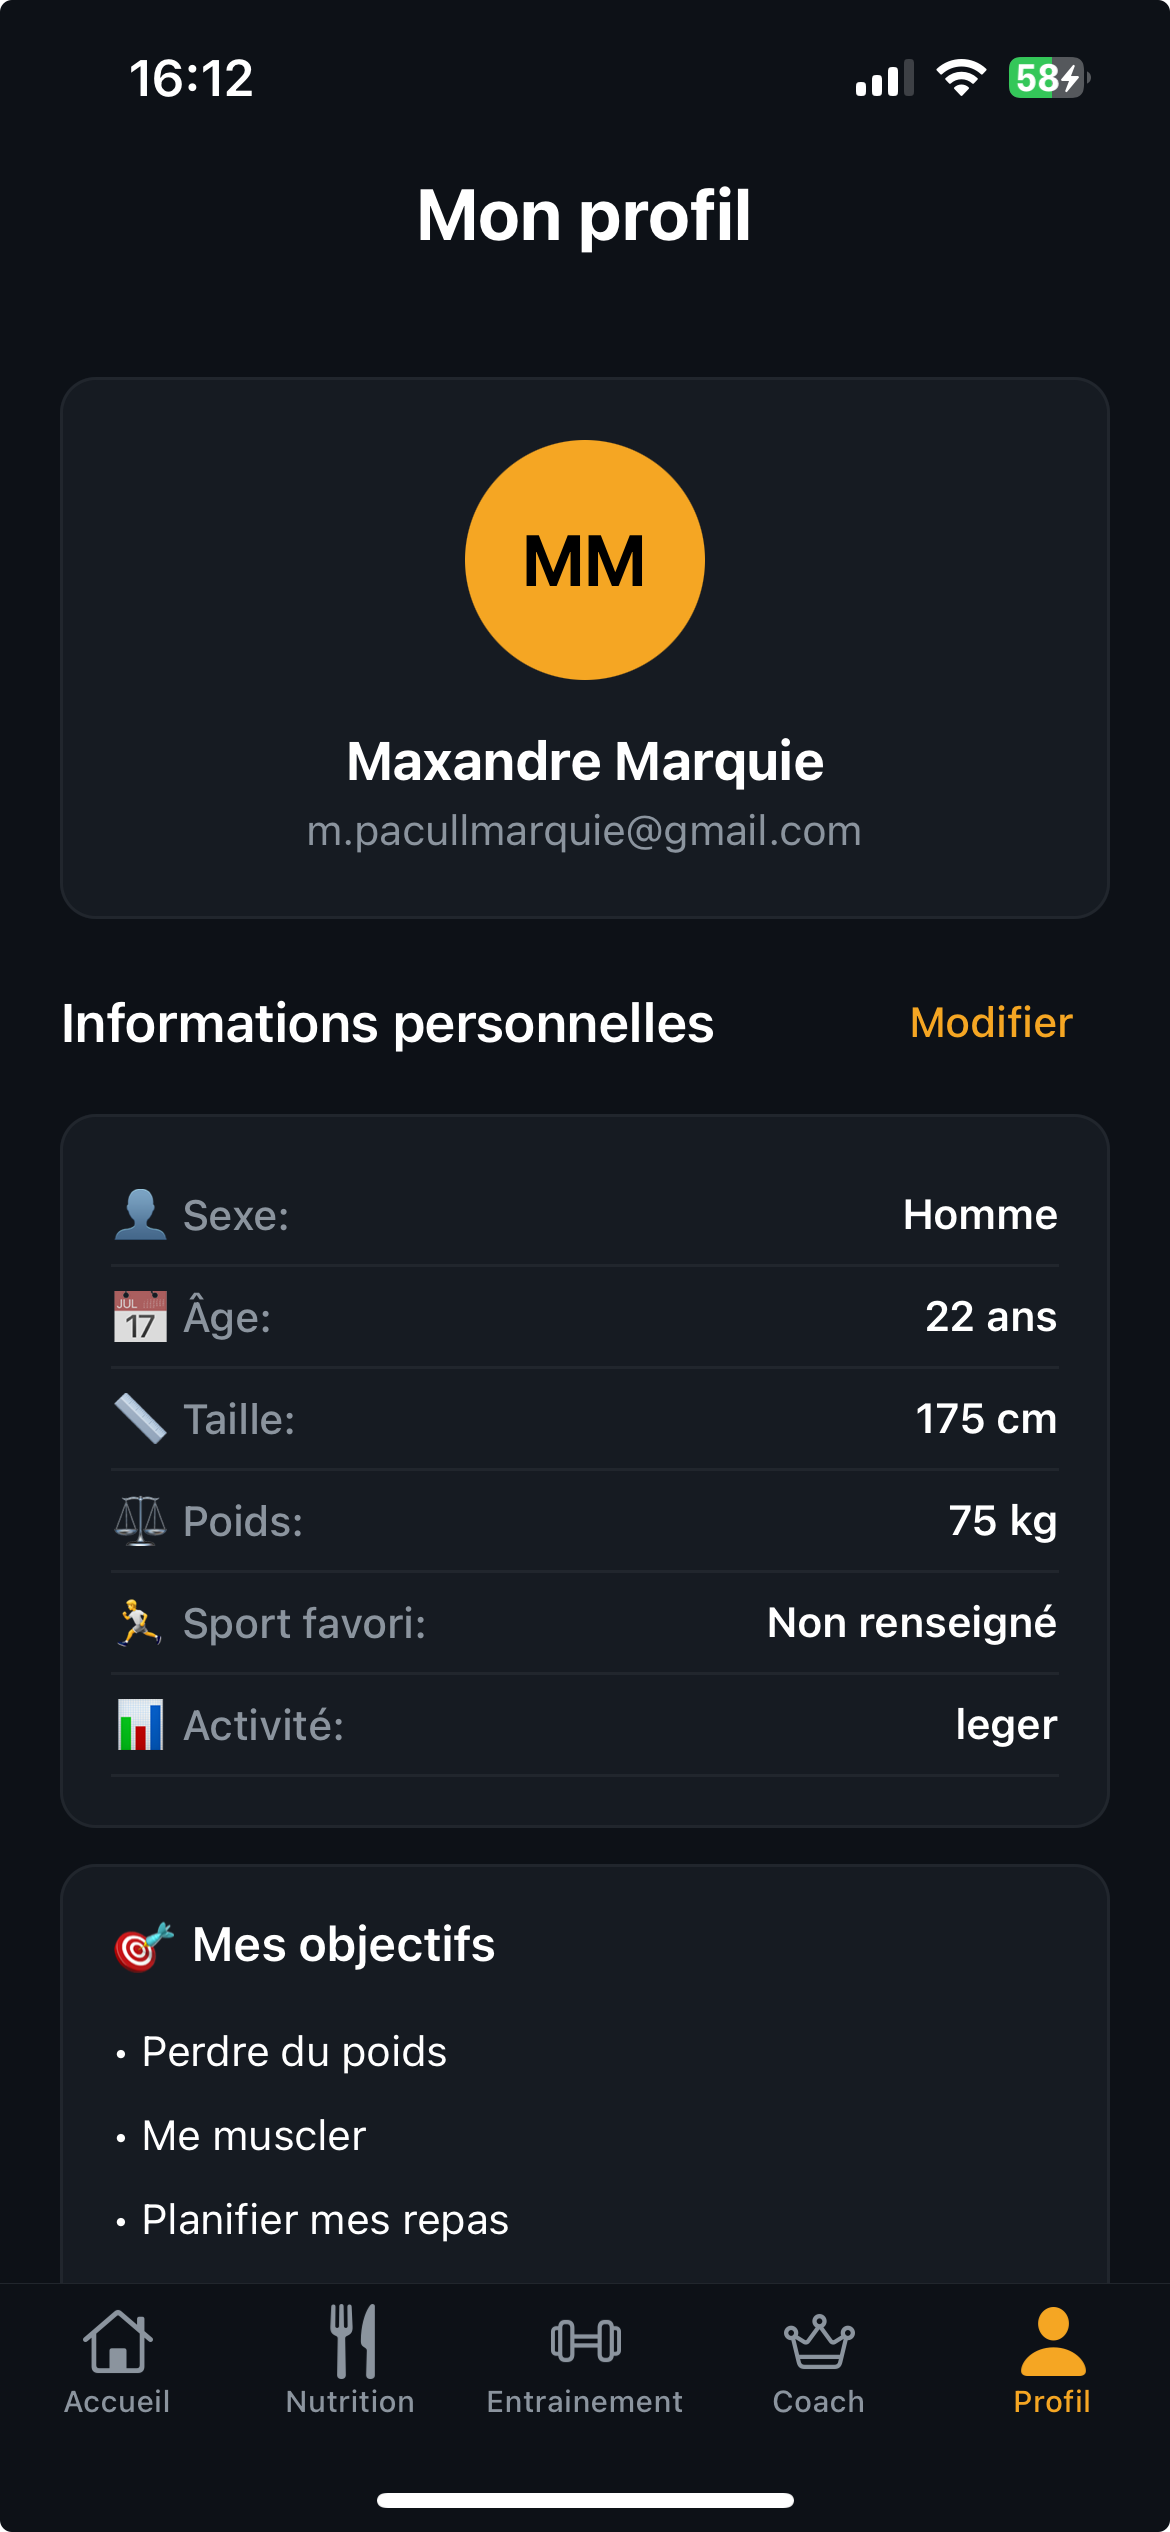 16:12
58
Mon profil
MM
Maxandre Marquie
m.pacullmarquie@gmail.com
Informations personnelles
Modifier
Sexe:
Homme
JUL
17
Âge:
22 ans
Taille:
175 cm
Poids:
75 kg
Sport favori:
Non renseigné
Activité:
leger
Mes objectifs
• Perdre du poids
• Me muscler
• Planifier mes repas
Accueil
Nutrition
Entrainement
Coach
Profil